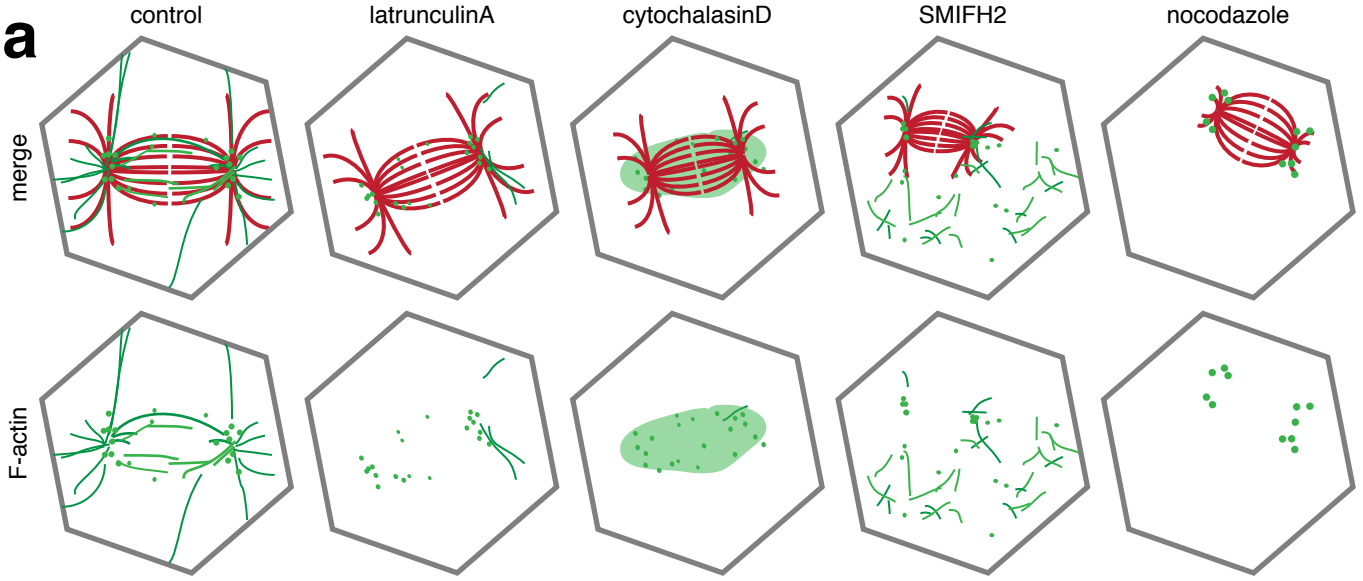 a
control
latrunculinA
cytochalasinD
SMIFH2
nocodazole
merge
F-actin